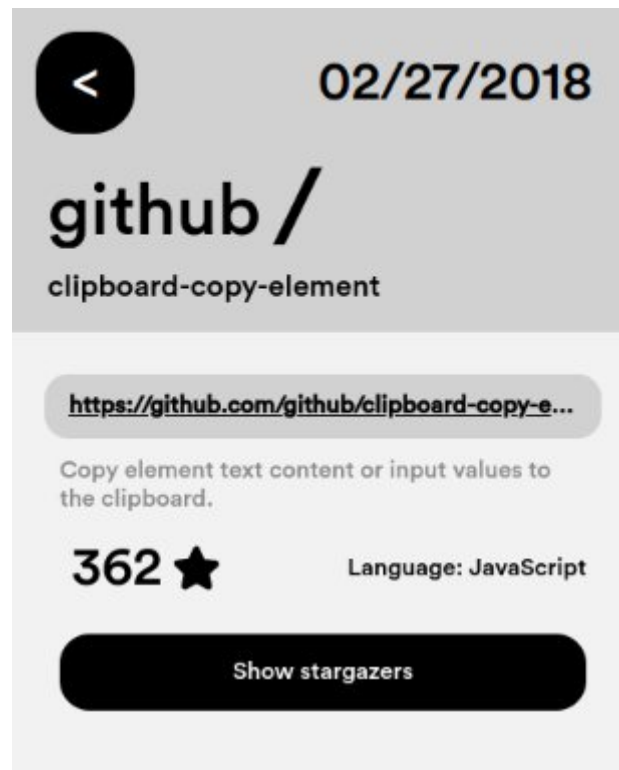 <
02/27/2018
github /
clipboard-copy-element
https://github.com/github/clipboard-copy-e...
Copy element text content or input values to
the clipboard.
362
Language: JavaScript
Show stargazers